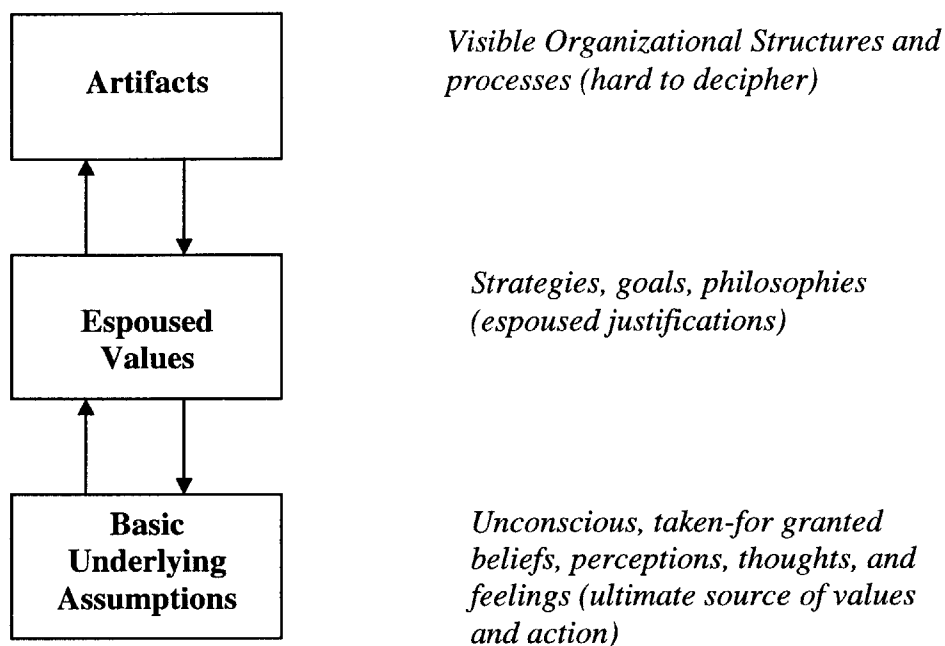 Artifacts
Visible Organizational Structures and
processes (hard to decipher)
Espoused
Values
Strategies, goals, philosophies
(espoused justifications)
Basic
Underlying
Assumptions
Unconscious, taken-for granted
beliefs, perceptions, thoughts, and
feelings (ultimate source of values
and action)